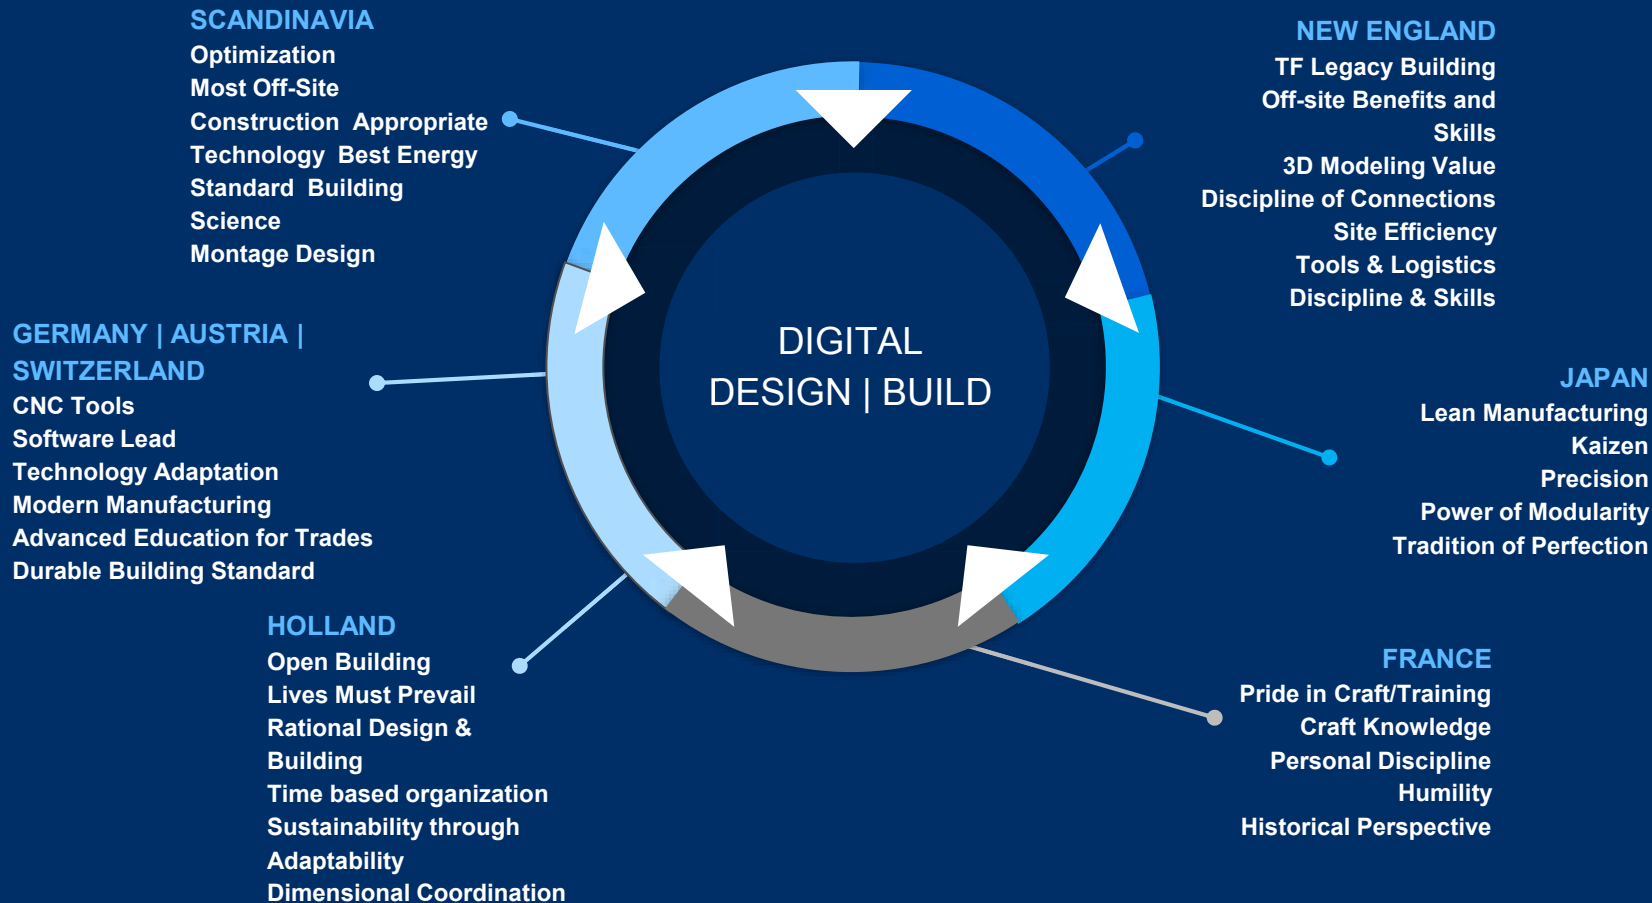 SCANDINAVIA
Optimization
Most Off-Site
Construction  Appropriate
Technology  Best Energy
Standard  Building
Science
Montage Design
NEW ENGLAND
TF Legacy Building
Off-site Benefits and
Skills
3D Modeling Value
Discipline of Connections
Site Efficiency
Tools & Logistics
Discipline & Skills
GERMANY | AUSTRIA |
SWITZERLAND
CNC Tools
Software Lead
Technology Adaptation
Modern Manufacturing
Advanced Education for Trades
Durable Building Standard
DIGITAL
DESIGN | BUILD
JAPAN
Lean Manufacturing
Kaizen
Precision
Power of Modularity
Tradition of Perfection
HOLLAND
Open Building
Lives Must Prevail
Rational Design &
Building
Time based organization
Sustainability through
Adaptability
Dimensional Coordination
FRANCE
Pride in Craft/Training
Craft Knowledge
Personal Discipline
Humility
Historical Perspective